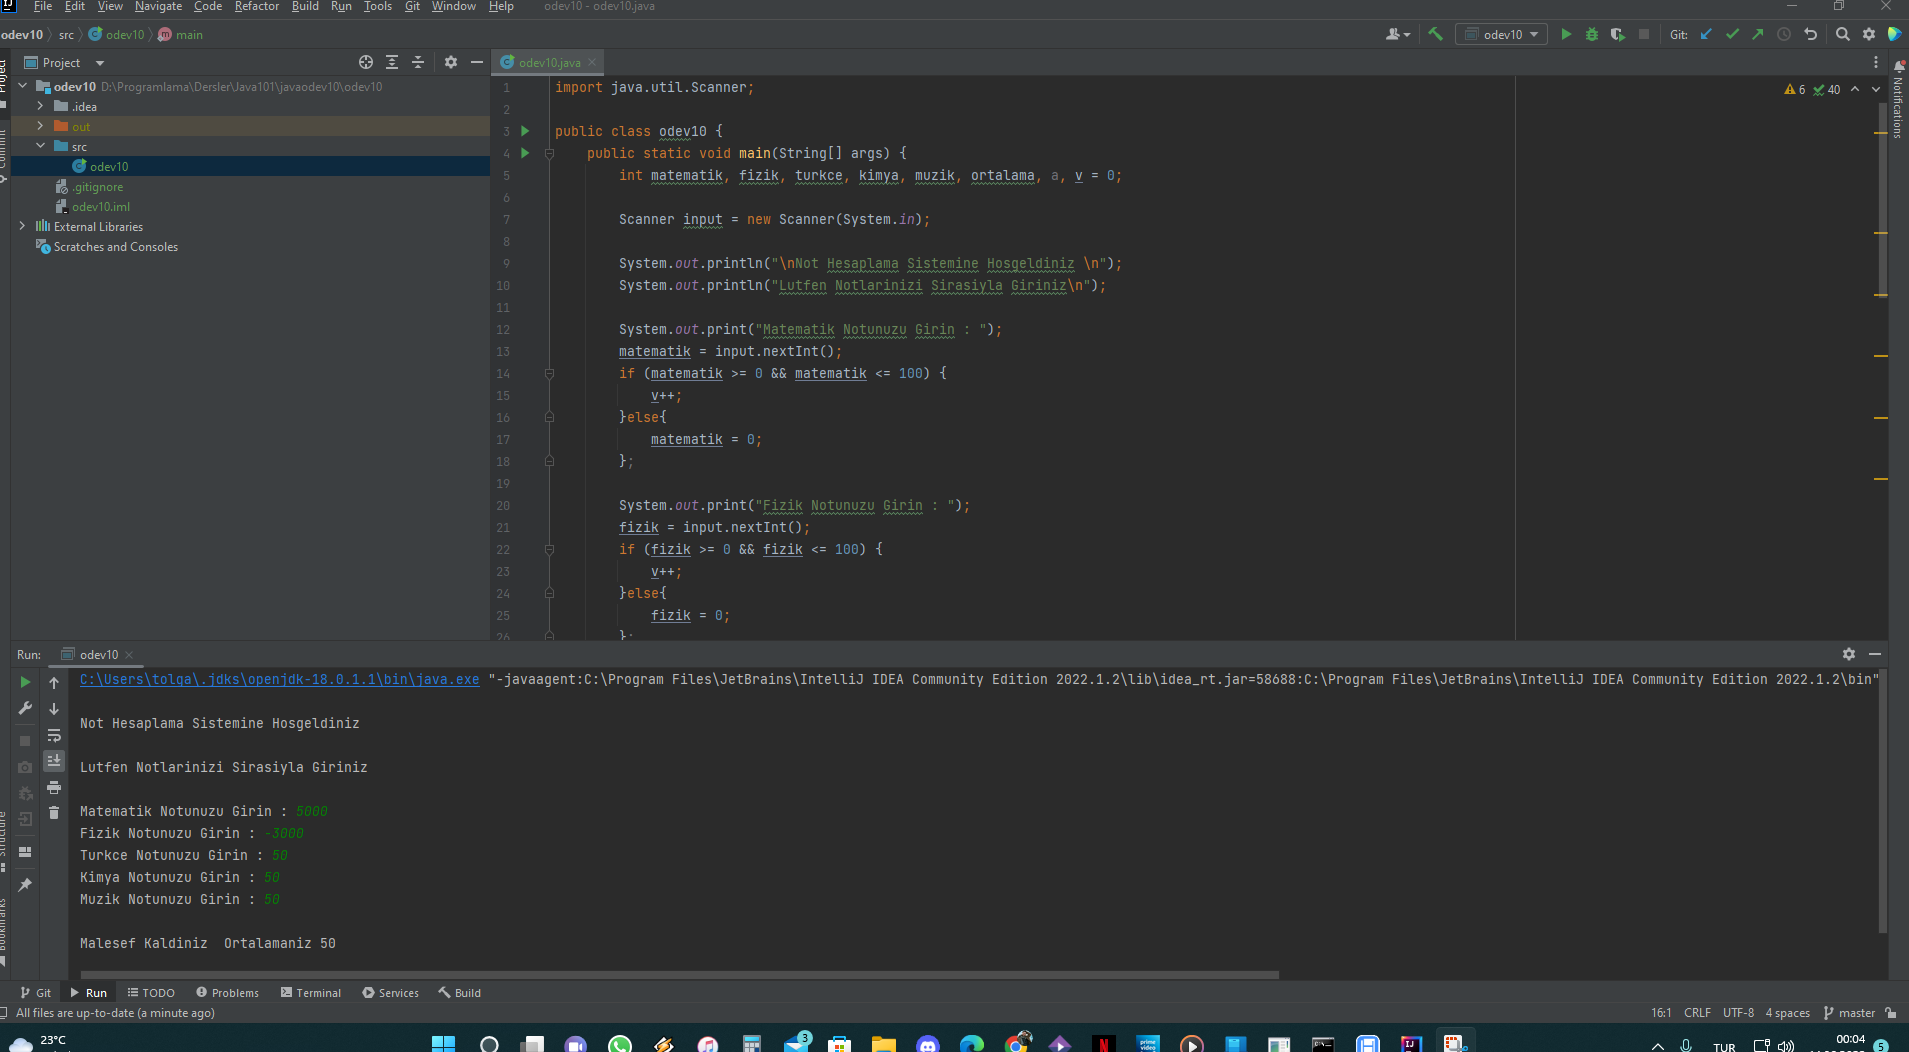 File Edit View Navigate Code Refactor Build Run Tools Git Window Help odev10 - odev10.java
odev10 src odev10 main
odev10
Git:
Project
odev10.java
Project
odev10 D:\Programlama\Dersler\Java101\javaodev10\odev10
.idea
out
src
odev10
.gitignore
odev10.iml
External Libraries
Scratches and Consoles
Commit
Notifications
6 40
1 import java.util.Scanner;
2
3 public class odev10 {
4 public static void main(String[] args) {
5 int matematik, fizik, turkce, kimya, muzik, ortalama, a, v = 0;
6
7 Scanner input = new Scanner(System.in);
8
9 System.out.println("\nNot Hesaplama Sistemine Hosgeldiniz \n");
10 System.out.println("Lutfen Notlarinizi Sirasiyla Giriniz\n");
11
12 System.out.print("Matematik Notunuzu Girin : ");
13 matematik = input.nextInt();
14 if (matematik >= 0 && matematik <= 100) {
15 v++;
16 }else{
17 matematik = 0;
18 };
19
20 System.out.print("Fizik Notunuzu Girin : ");
21 fizik = input.nextInt();
22 if (fizik >= 0 && fizik <= 100) {
23 v++;
24 }else{
25 fizik = 0;
26 };
Run: odev10
C:\Users\tolga\.jdks\openjdk-18.0.1.1\bin\java.exe "-javaagent:C:\Program Files\JetBrains\IntelliJ IDEA Community Edition 2022.1.2\lib\idea_rt.jar=58688:C:\Program Files\JetBrains\IntelliJ IDEA Community Edition 2022.1.2\bin"
Not Hesaplama Sistemine Hosgeldiniz
Lutfen Notlarinizi Sirasiyla Giriniz
Matematik Notunuzu Girin : 5000
Fizik Notunuzu Girin : -3000
Turkce Notunuzu Girin : 50
Kimya Notunuzu Girin : 50
Muzik Notunuzu Girin : 50
Malesef Kaldiniz Ortalamaniz 50
Structure
Bookmarks
Git Run TODO Problems Terminal Services Build
All files are up-to-date (a minute ago)
16:1 CRLF UTF-8 4 spaces master
23°C
3
prime video
TUR
00:04
5